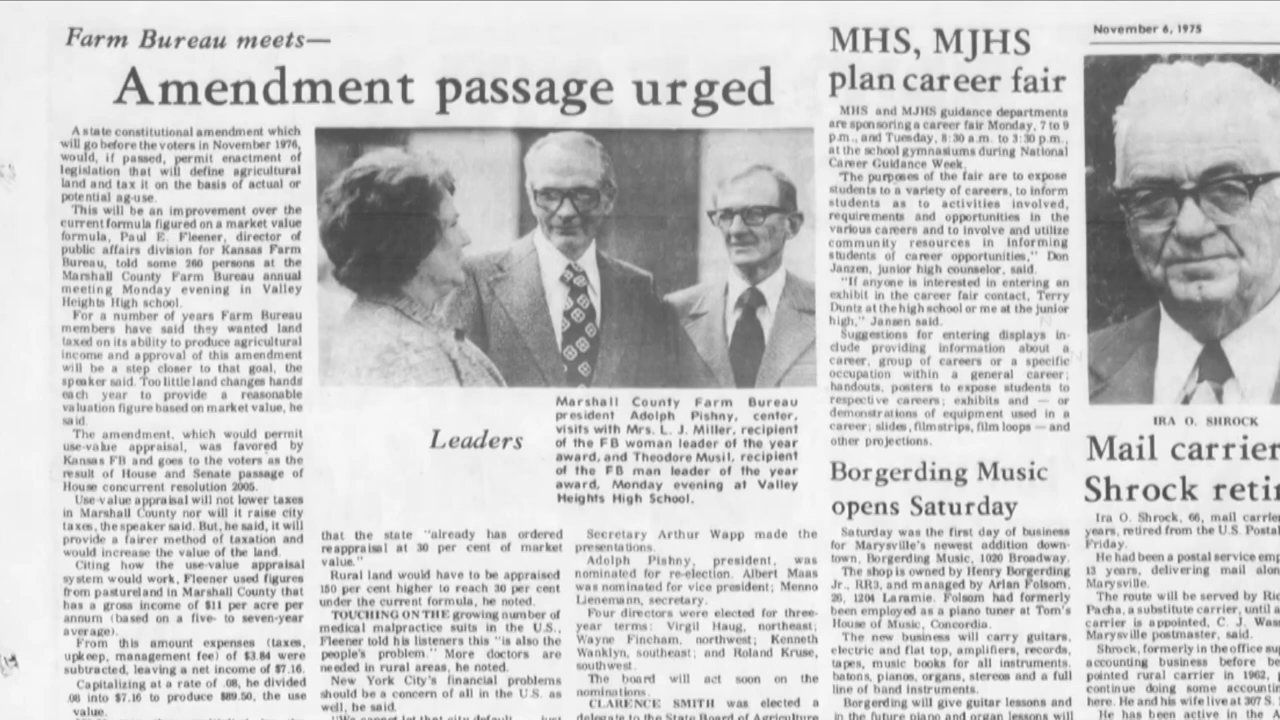 Farm Bureau meets—
Amendment passage urged
A state constitutional amendment which
will go before the voters in November 1976,
would, if passed, permit enactment of
legislation that will define agricultural
land and tax it on the basis of actual or
potential ag-use.
This will be an improvement over the
current formula figured on a market value
formula, Paul E. Fleener, director of
public affairs division for Kansas Farm
Bureau, told some 260 persons at the
Marshall County Farm Bureau annual
meeting Monday evening in Valley
Heights High school.
For a number of years Farm Bureau
members have said they wanted land
taxed on its ability to produce agricultural
income and approval of this amendment
will be a step closer to that goal, the
speaker said. Too little land changes hands
each year to provide a reasonable
valuation figure based on market value, he
said.
The amendment, which would permit
use-value appraisal, was favored by
Kansas FB and goes to the voters as the
result of House and Senate passage of
House concurrent resolution 2005.
Use-value appraisal will not lower taxes
in Marshall County nor will it raise city
taxes, the speaker said. But, he said, it will
provide a fairer method of taxation and
would increase the value of the land.
Citing how the use-value appraisal
system would work, Fleener used figures
from pastureland in Marshall County that
has a gross income of $11 per acre per
annum (based on a five- to seven-year
average).
From this amount expenses (taxes,
upkeep, management fee) of $3.84 were
subtracted, leaving a net income of $7.16.
Capitalizing at a rate of .08, he divided
.08 into $7.16 to produce $89.50, the use
value.
Leaders
Marshall County Farm Bureau
president Adolph Pishny, center,
visits with Mrs. L. J. Miller, recipient
of the FB woman leader of the year
award, and Theodore Musil, recipient
of the FB man leader of the year
award, Monday evening at Valley
Heights High School.
that the state "already has ordered
reappraisal at 30 per cent of market
value."
Rural land would have to be appraised
150 per cent higher to reach 30 per cent
under the current formula, he noted.
TOUCHING ON THE growing number of
medical malpractice suits in the U.S.,
Fleener told his listeners this "is also the
people's problem." More doctors are
needed in rural areas, he noted.
New York City's financial problems
should be a concern of all in the U.S. as
well, he said.
"We cannot let that city default
Secretary Arthur Wapp made the
presentations.
Adolph Pishny, president, was
nominated for re-election. Albert Maas
was nominated for vice president; Menno
Lienemann, secretary.
Four directors were elected for three-
year terms: Virgil Haug, northeast;
Wayne Fincham, northwest; Kenneth
Wanklyn, southeast; and Roland Kruse,
southwest.
The board will act soon on the
nominations.
CLARENCE SMITH was elected a
delegate to the State Board of Agriculture
MHS, MJHS
plan career fair
MHS and MJHS guidance departments
are sponsoring a career fair Monday, 7 to 9
p.m., and Tuesday, 8:30 a.m. to 3:30 p.m.,
at the school gymnasiums during National
Career Guidance Week.
"The purposes of the fair are to expose
students to a variety of careers, to inform
students as to activities involved,
requirements and opportunities in the
various careers and to involve and utilize
community resources in informing
students of career opportunities," Don
Janzen, junior high counselor, said.
"If anyone is interested in entering an
exhibit in the career fair contact, Terry
Duntz at the high school or me at the junior
high," Janzen said.
Suggestions for entering displays in-
clude providing information about a
career, group of careers or a specific
occupation within a general career;
handouts, posters to expose students to
respective careers; exhibits and — or
demonstrations of equipment used in a
career; slides, filmstrips, film loops — and
other projections.
Borgerding Music
opens Saturday
Saturday was the first day of business
for Marysville's newest addition down-
town, Borgerding Music, 1020 Broadway.
The shop is owned by Henry Borgerding
Jr., RR3, and managed by Arlan Folsom,
26, 1204 Laramie. Folsom had formerly
been employed as a piano tuner at Tom's
House of Music, Concordia.
The new business will carry guitars,
electric and flat top, amplifiers, records,
tapes, music books for all instruments,
batons, pianos, organs, stereos and a full
line of band instruments.
Borgerding will give guitar lessons and
in the future piano and organ lessons will
November 6, 1975
IRA O. SHROCK
Mail carrier
Shrock reti
Ira O. Shrock, 66, mail carrie
years, retired from the U.S. Posta
Friday.
He had been a postal service emp
13 years, delivering mail alon
Marysville.
The route will be served by Ric
Pacha, a substitute carrier, until a
carrier is appointed, C. J. Was
Marysville postmaster, said.
Shrock, formerly in the office sup
accounting business before be
pointed rural carrier in 1962,
continue doing some accountin
here. He and his wife live at 307 S.
He has been active in the A